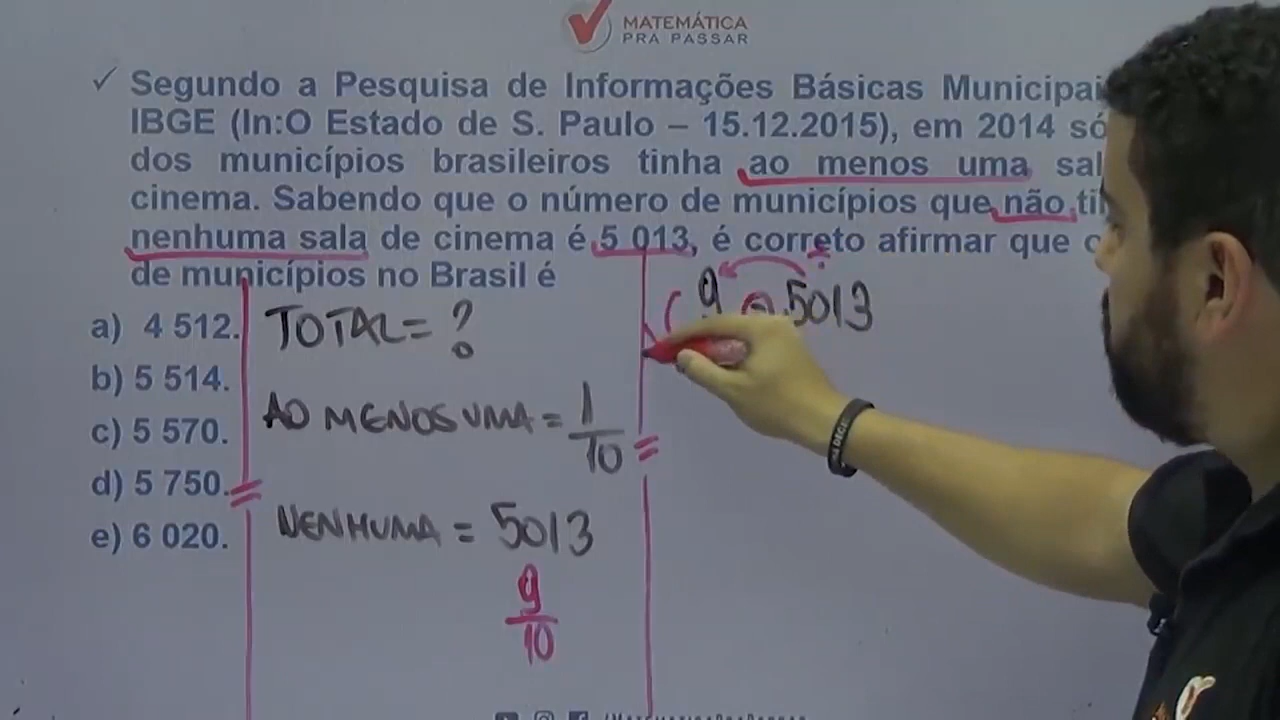 MATEMÁTICA
PRA PASSAR
✓ Segundo a Pesquisa de Informações Básicas Municipai
IBGE (In:O Estado de S. Paulo – 15.12.2015), em 2014 só
dos municípios brasileiros tinha ao menos uma sal
cinema. Sabendo que o número de municípios que não ti
nenhuma sala de cinema é 5 013, é correto afirmar que o
de municípios no Brasil é
a) 4 512.
b) 5 514.
c) 5 570.
d) 5 750.
e) 6 020.
TOTAL = ?
AO MENOS UMA = 1/10
NENHUMA = 5013
9/10
9 5013